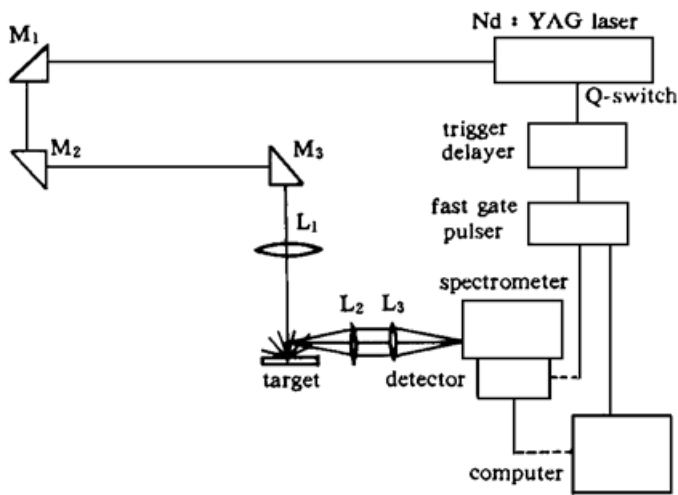 Nd : YAG laser
M1
Q-switch
trigger
delayer
M2
M3
fast gate
pulser
L1
spectrometer
L2
L3
target
detector
computer